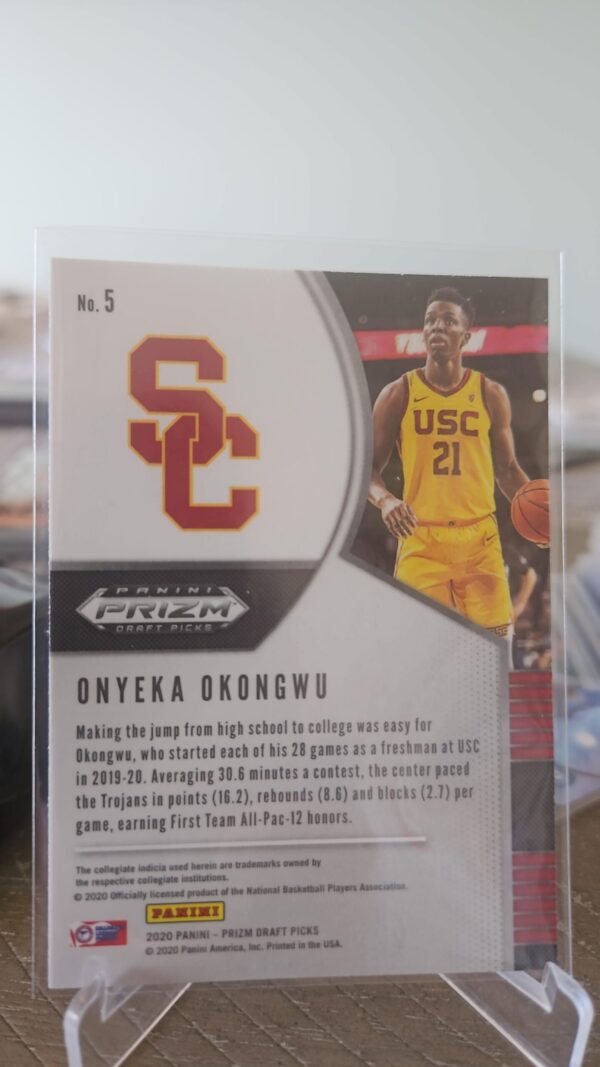 No. 5
SC
USC
21
PANINI
PRIZM
DRAFT PICKS
ONYEKA OKONGWU
Making the jump from high school to college was easy for
Okongwu, who started each of his 28 games as a freshman at USC
in 2019-20. Averaging 30.6 minutes a contest, the center paced
the Trojans in points (16.2), rebounds (8.6) and blocks (2.7) per
game, earning First Team All-Pac-12 honors.
The collegiate indicia used herein are trademarks owned by
the respective collegiate institutions.
© 2020 Officially licensed product of the National Basketball Players Association.
PANINI
2020 PANINI – PRIZM DRAFT PICKS
© 2020 Panini America, Inc. Printed in the USA.